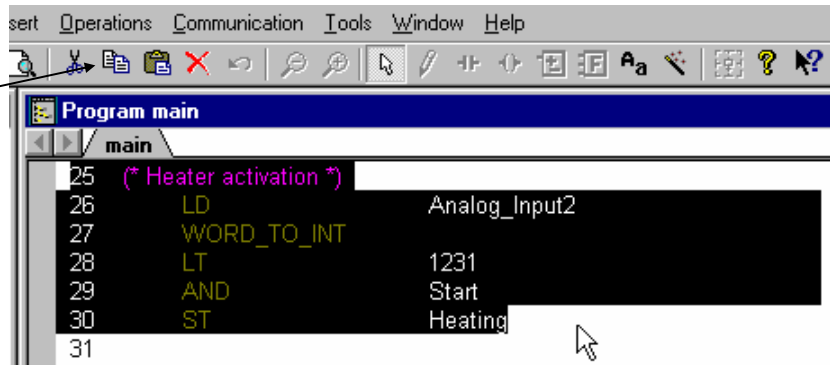 sert Operations Communication Tools Window Help
Program main
main
25 (* Heater activation *)
26 LD Analog_Input2
27 WORD_TO_INT
28 LT 1231
29 AND Start
30 ST Heating
31